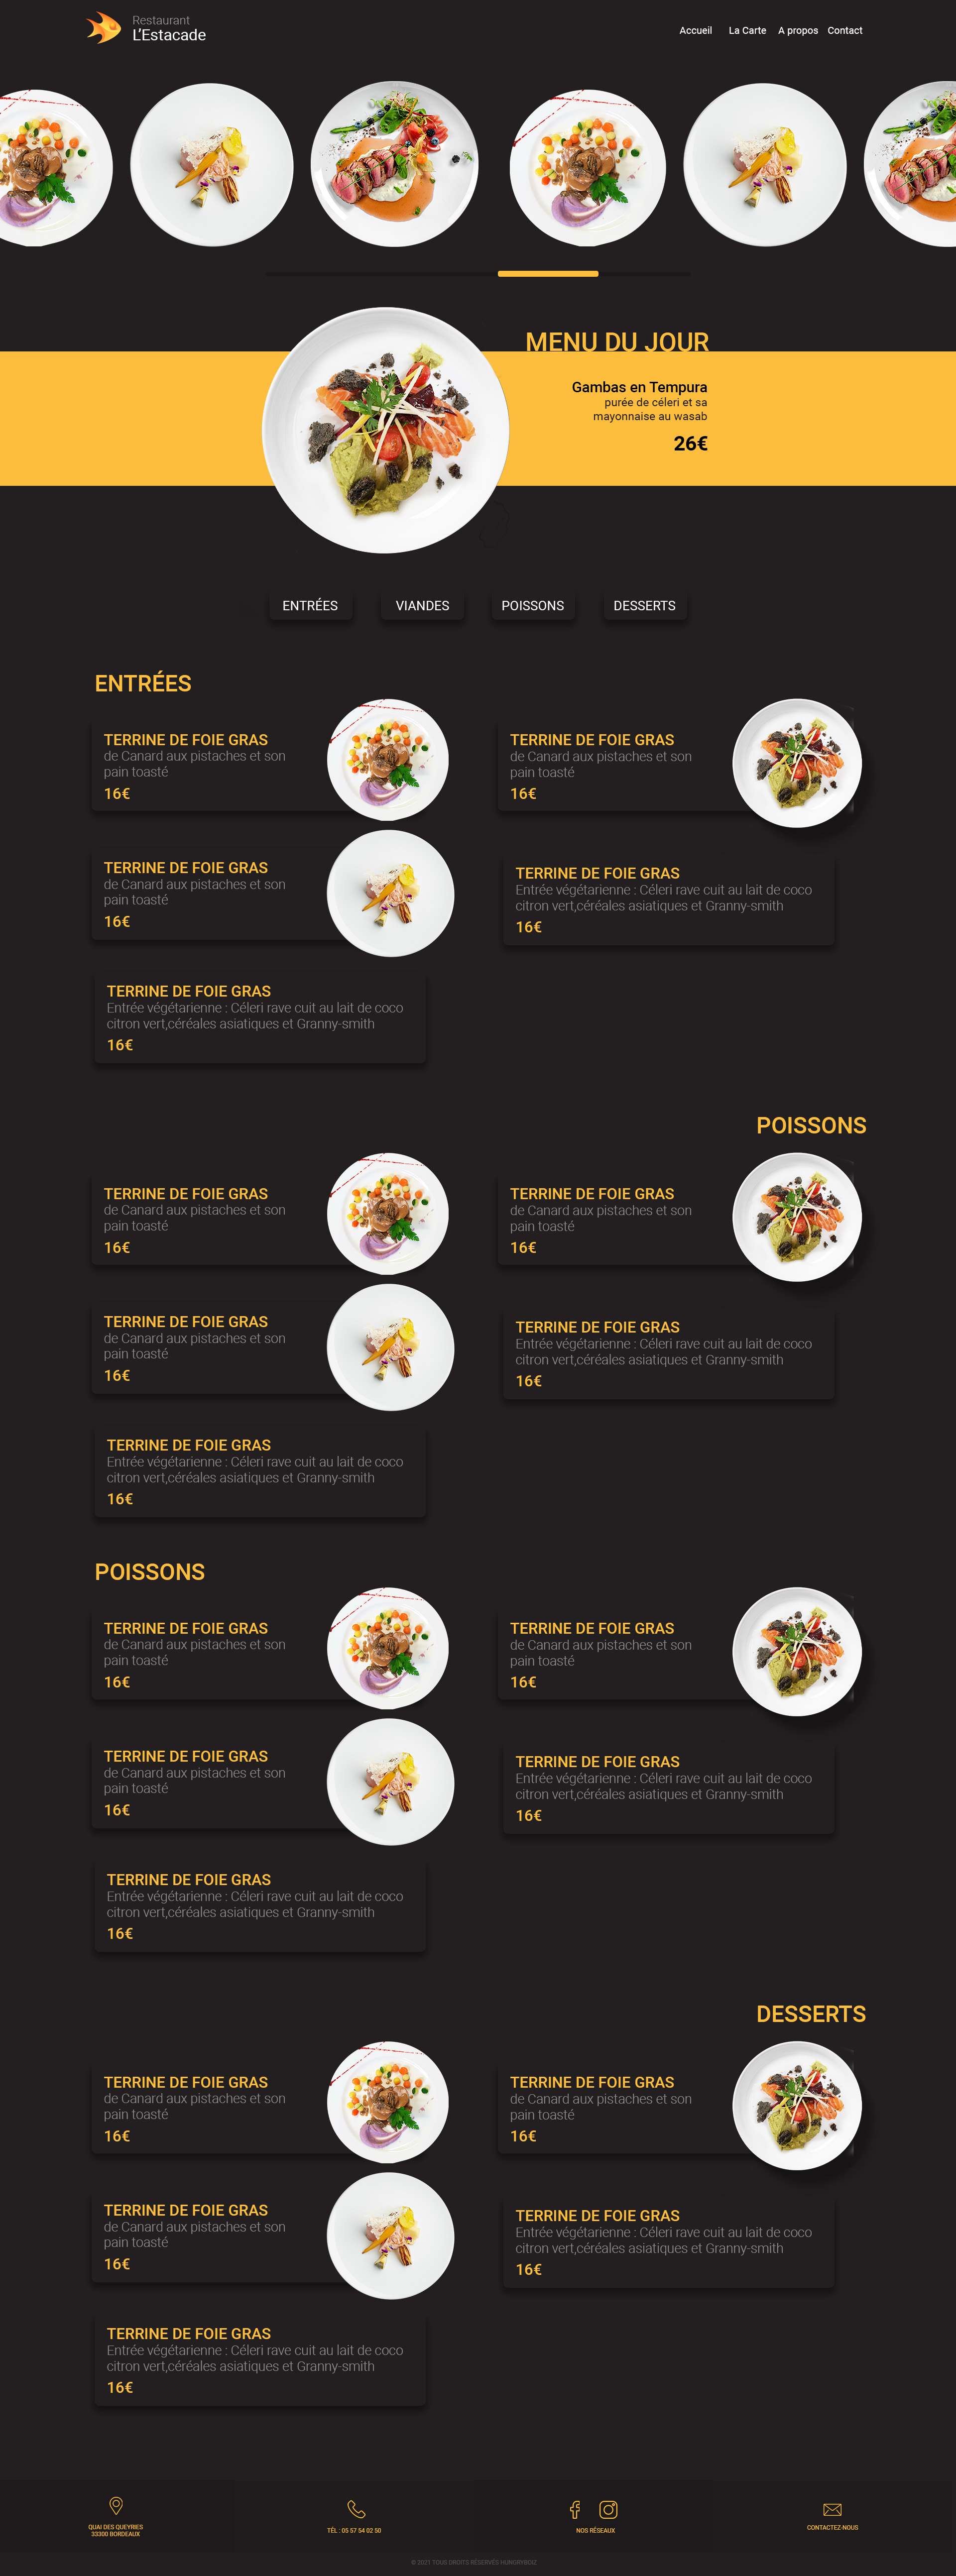 Restaurant
L'Estacade
Accueil La Carte A propos Contact
MENU DU JOUR
Gambas en Tempura
purée de céleri et sa
mayonnaise au wasab
26€
ENTRÉES VIANDES POISSONS DESSERTS
ENTRÉES
TERRINE DE FOIE GRAS
de Canard aux pistaches et son
pain toasté
16€
TERRINE DE FOIE GRAS
de Canard aux pistaches et son
pain toasté
16€
TERRINE DE FOIE GRAS
de Canard aux pistaches et son
pain toasté
16€
TERRINE DE FOIE GRAS
Entrée végétarienne : Céleri rave cuit au lait de coco
citron vert,céréales asiatiques et Granny-smith
16€
TERRINE DE FOIE GRAS
Entrée végétarienne : Céleri rave cuit au lait de coco
citron vert,céréales asiatiques et Granny-smith
16€
POISSONS
TERRINE DE FOIE GRAS
de Canard aux pistaches et son
pain toasté
16€
TERRINE DE FOIE GRAS
de Canard aux pistaches et son
pain toasté
16€
TERRINE DE FOIE GRAS
de Canard aux pistaches et son
pain toasté
16€
TERRINE DE FOIE GRAS
Entrée végétarienne : Céleri rave cuit au lait de coco
citron vert,céréales asiatiques et Granny-smith
16€
TERRINE DE FOIE GRAS
Entrée végétarienne : Céleri rave cuit au lait de coco
citron vert,céréales asiatiques et Granny-smith
16€
POISSONS
TERRINE DE FOIE GRAS
de Canard aux pistaches et son
pain toasté
16€
TERRINE DE FOIE GRAS
de Canard aux pistaches et son
pain toasté
16€
TERRINE DE FOIE GRAS
de Canard aux pistaches et son
pain toasté
16€
TERRINE DE FOIE GRAS
Entrée végétarienne : Céleri rave cuit au lait de coco
citron vert,céréales asiatiques et Granny-smith
16€
TERRINE DE FOIE GRAS
Entrée végétarienne : Céleri rave cuit au lait de coco
citron vert,céréales asiatiques et Granny-smith
16€
DESSERTS
TERRINE DE FOIE GRAS
de Canard aux pistaches et son
pain toasté
16€
TERRINE DE FOIE GRAS
de Canard aux pistaches et son
pain toasté
16€
TERRINE DE FOIE GRAS
de Canard aux pistaches et son
pain toasté
16€
TERRINE DE FOIE GRAS
Entrée végétarienne : Céleri rave cuit au lait de coco
citron vert,céréales asiatiques et Granny-smith
16€
TERRINE DE FOIE GRAS
Entrée végétarienne : Céleri rave cuit au lait de coco
citron vert,céréales asiatiques et Granny-smith
16€
QUAI DES QUEYRIES
33300 BORDEAUX
TÉL : 05 57 54 02 50
NOS RÉSEAUX
CONTACTEZ-NOUS
© 2021 TOUS DROITS RÉSERVÉS HUNGRYBOIZ